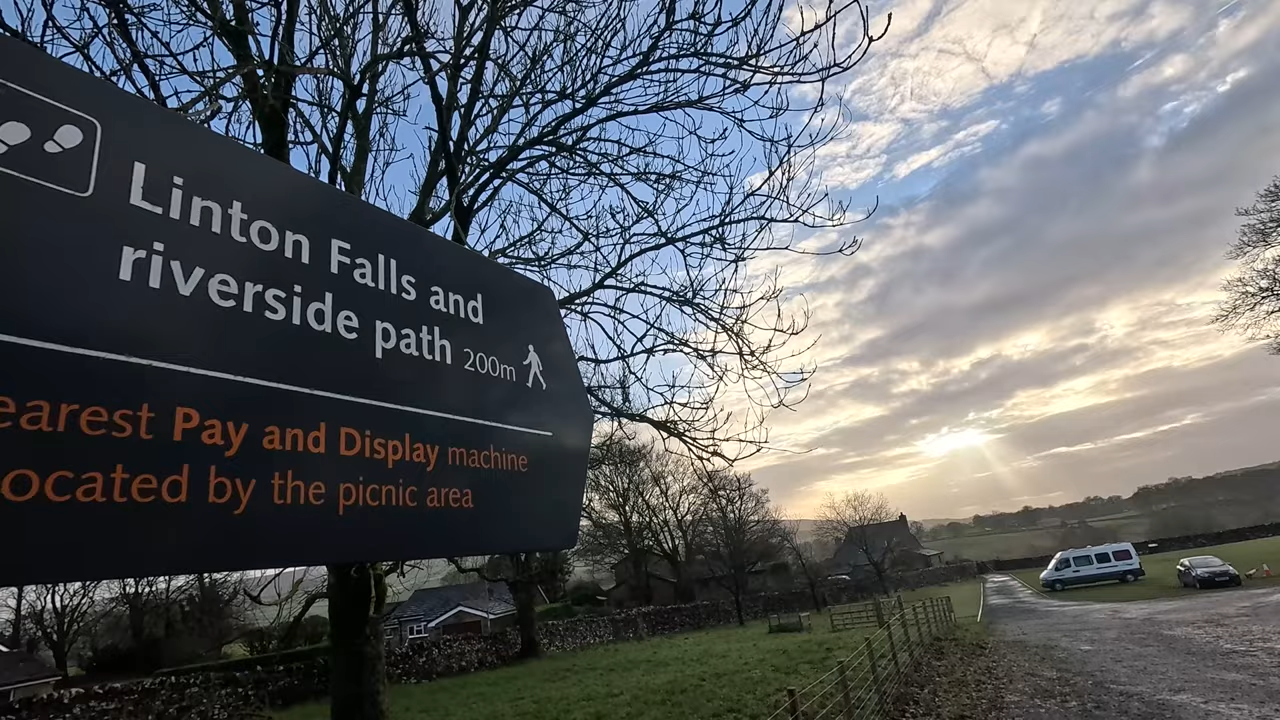 Linton Falls and
riverside path 200m
earest Pay and Display machine
ocated by the picnic area